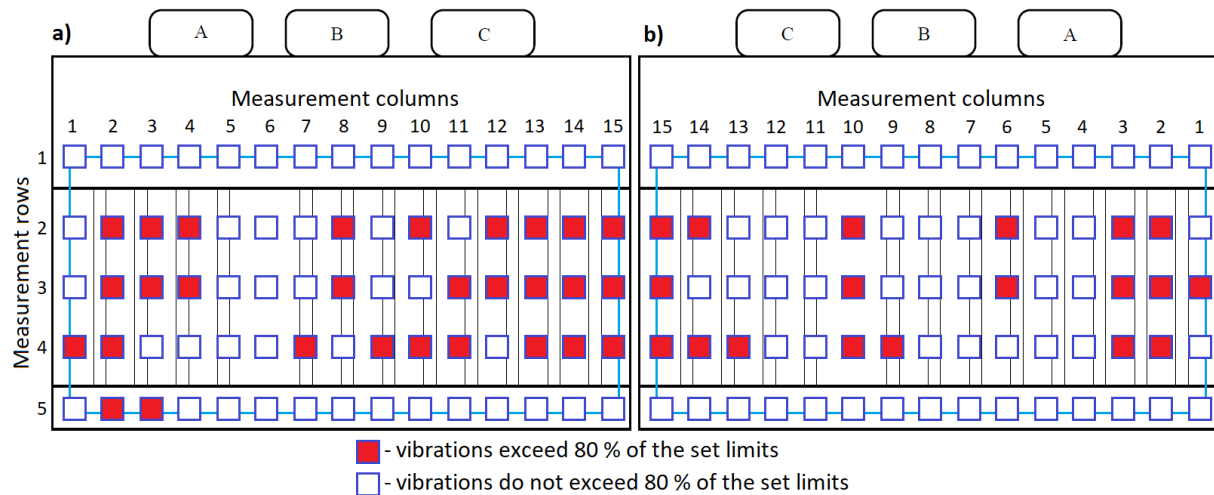 a) A B C
b) C B A
Measurement columns
Measurement columns
1 2 3 4 5 6 7 8 9 10 11 12 13 14 15
15 14 13 12 11 10 9 8 7 6 5 4 3 2 1
Measurement rows
1
2
3
4
5
- vibrations exceed 80 % of the set limits
- vibrations do not exceed 80 % of the set limits